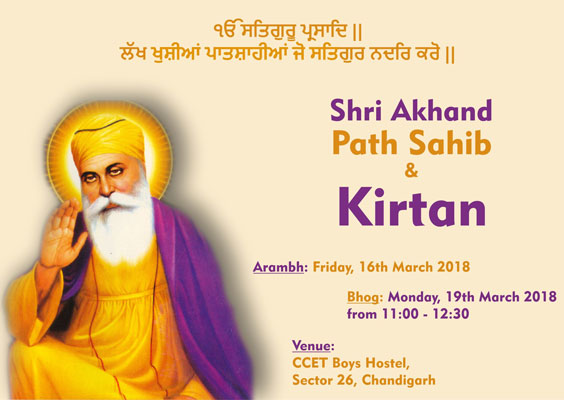 ੴ ਸਤਿਗੁਰੂ ਪ੍ਰਸਾਦਿ ||
ਲੱਖ ਖੁਸ਼ੀਆਂ ਪਾਤਸ਼ਾਹੀਆਂ ਜੋ ਸਤਿਗੁਰ ਨਦਰਿ ਕਰੋ ||
Shri Akhand
Path Sahib
&
Kirtan
Arambh: Friday, 16th March 2018
Bhog: Monday, 19th March 2018
from 11:00 - 12:30
Venue:
CCET Boys Hostel,
Sector 26, Chandigarh